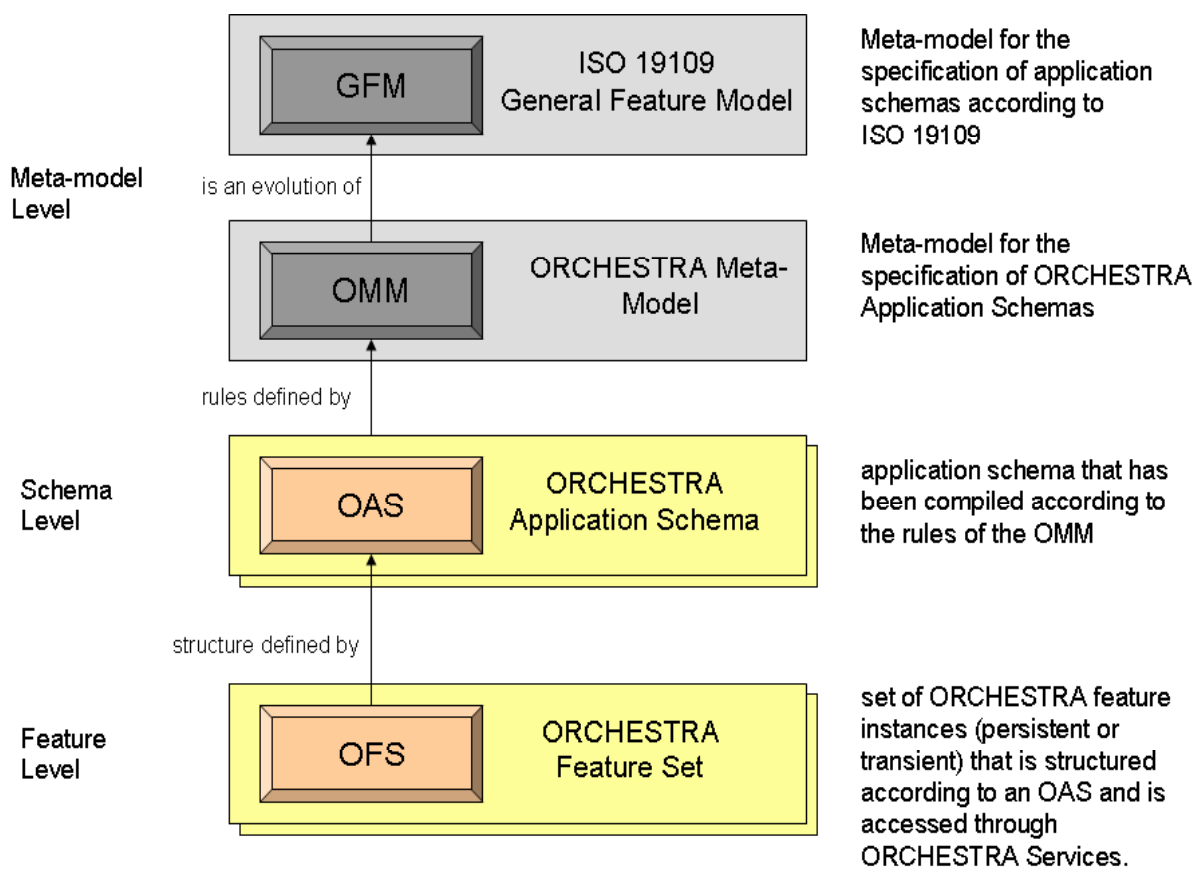 GFM
ISO 19109
General Feature Model
Meta-model for the
specification of application
schemas according to
ISO 19109
Meta-model
Level
is an evolution of
OMM
ORCHESTRA Meta-
Model
Meta-model for the
specification of ORCHESTRA
Application Schemas
rules defined by
Schema
Level
OAS
ORCHESTRA
Application Schema
application schema that has
been compiled according to
the rules of the OMM
structure defined by
Feature
Level
OFS
ORCHESTRA
Feature Set
set of ORCHESTRA feature
instances (persistent or
transient) that is structured
according to an OAS and is
accessed through
ORCHESTRA Services.